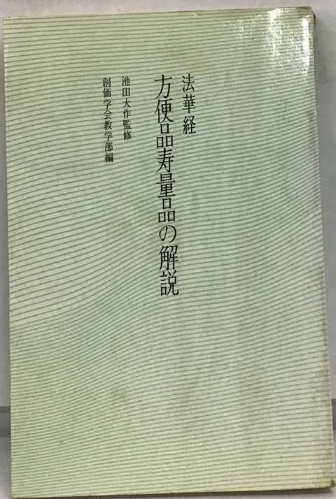 法華経
方便品寿量品の解説
池田大作監修
創価学会教学部編